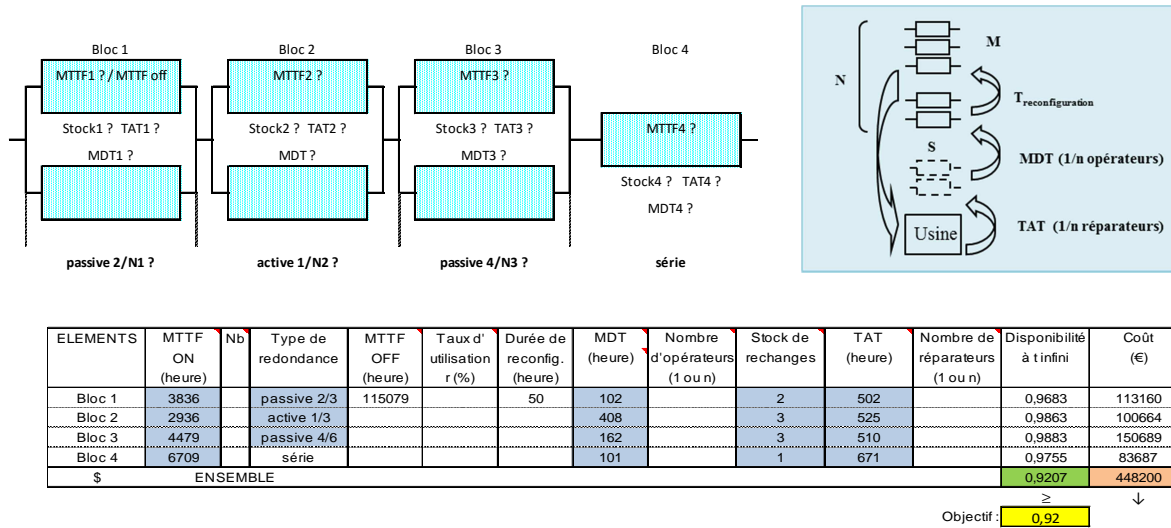 Bloc 1 Bloc 2 Bloc 3 Bloc 4
MTTF1 ? / MTTF off MTTF2 ? MTTF3 ?
Stock1 ? TAT1 ? Stock2 ? TAT2 ? Stock3 ? TAT3 ? MTTF4 ?
MDT1 ? MDT ? MDT3 ?
Stock4 ? TAT4 ?
MDT4 ?
passive 2/N1 ? active 1/N2 ? passive 4/N3 ? série
M
N
Treconfiguration
S
MDT (1/n opérateurs)
Usine
TAT (1/n réparateurs)
ELEMENTS MTTF Nb Type de MTTF Taux d' Durée de MDT Nombre Stock de TAT Nombre de Disponibilité Coût
ON redondance OFF utilisation reconfig. (heure) d'opérateurs rechanges (heure) réparateurs à t infini (€)
(heure) (heure) r (%) (heure) (1 ou n) (1 ou n)
Bloc 1 3836 passive 2/3 115079 50 102 2 502 0,9683 113160
Bloc 2 2936 active 1/3 408 3 525 0,9863 100664
Bloc 3 4479 passive 4/6 162 3 510 0,9883 150689
Bloc 4 6709 série 101 1 671 0,9755 83687
$ ENSEMBLE 0,9207 448200
≥ ↓
Objectif : 0,92